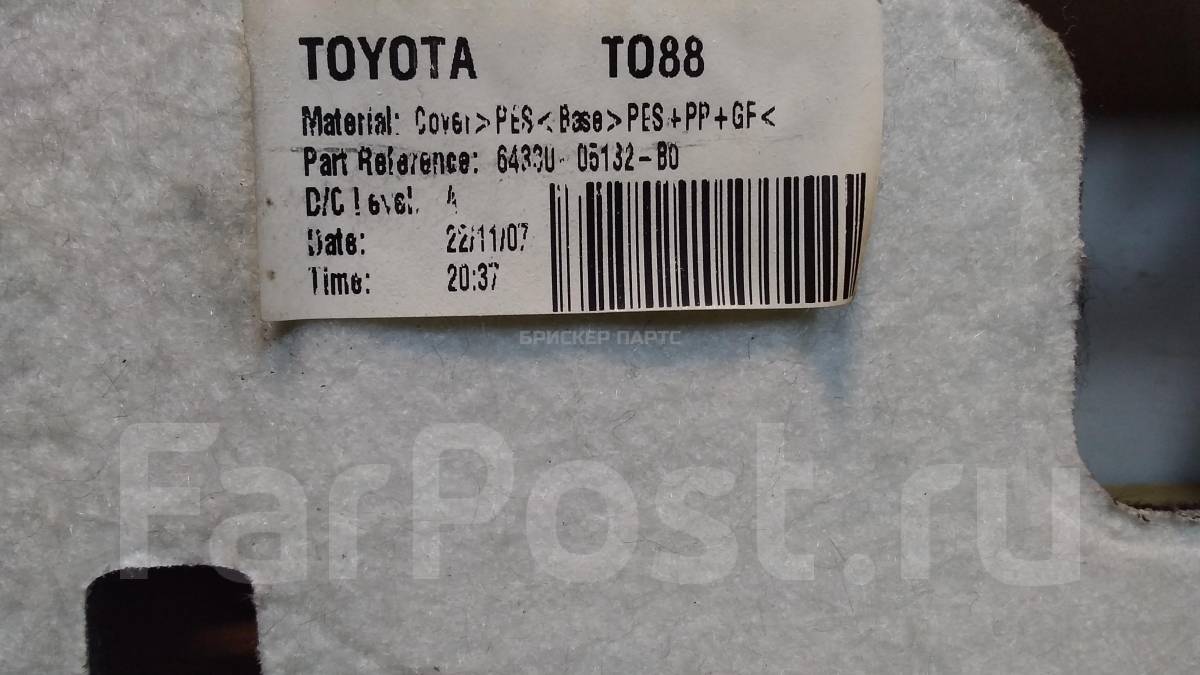 TOYOTA TO88
Material: Cover>PES<Base>PES+PP+GF<
Part Reference: 64330-05132-B0
D/C Level: A
Date: 22/11/07
Time: 20:37
БРИСКЕР ПАРТС
FarPost.ru